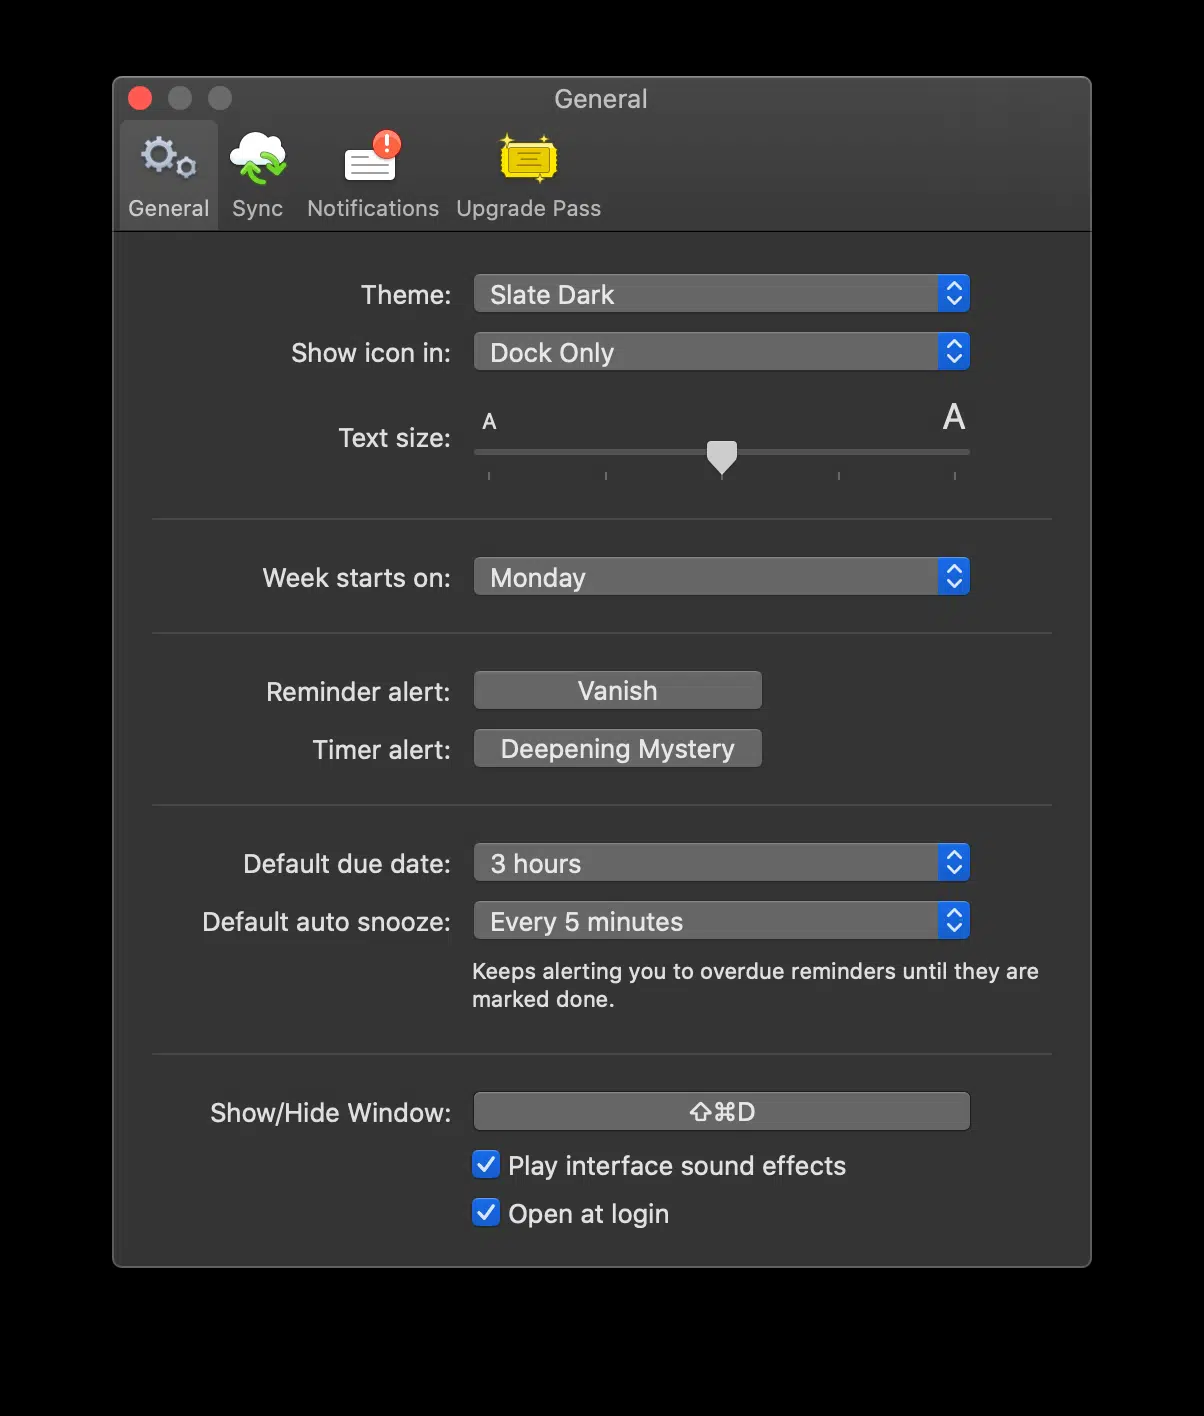 General
General Sync Notifications Upgrade Pass
Theme: Slate Dark
Show icon in: Dock Only
A A
Text size:
Week starts on: Monday
Reminder alert: Vanish
Timer alert: Deepening Mystery
Default due date: 3 hours
Default auto snooze: Every 5 minutes
Keeps alerting you to overdue reminders until they are
marked done.
Show/Hide Window: ⇧⌘D
Play interface sound effects
Open at login